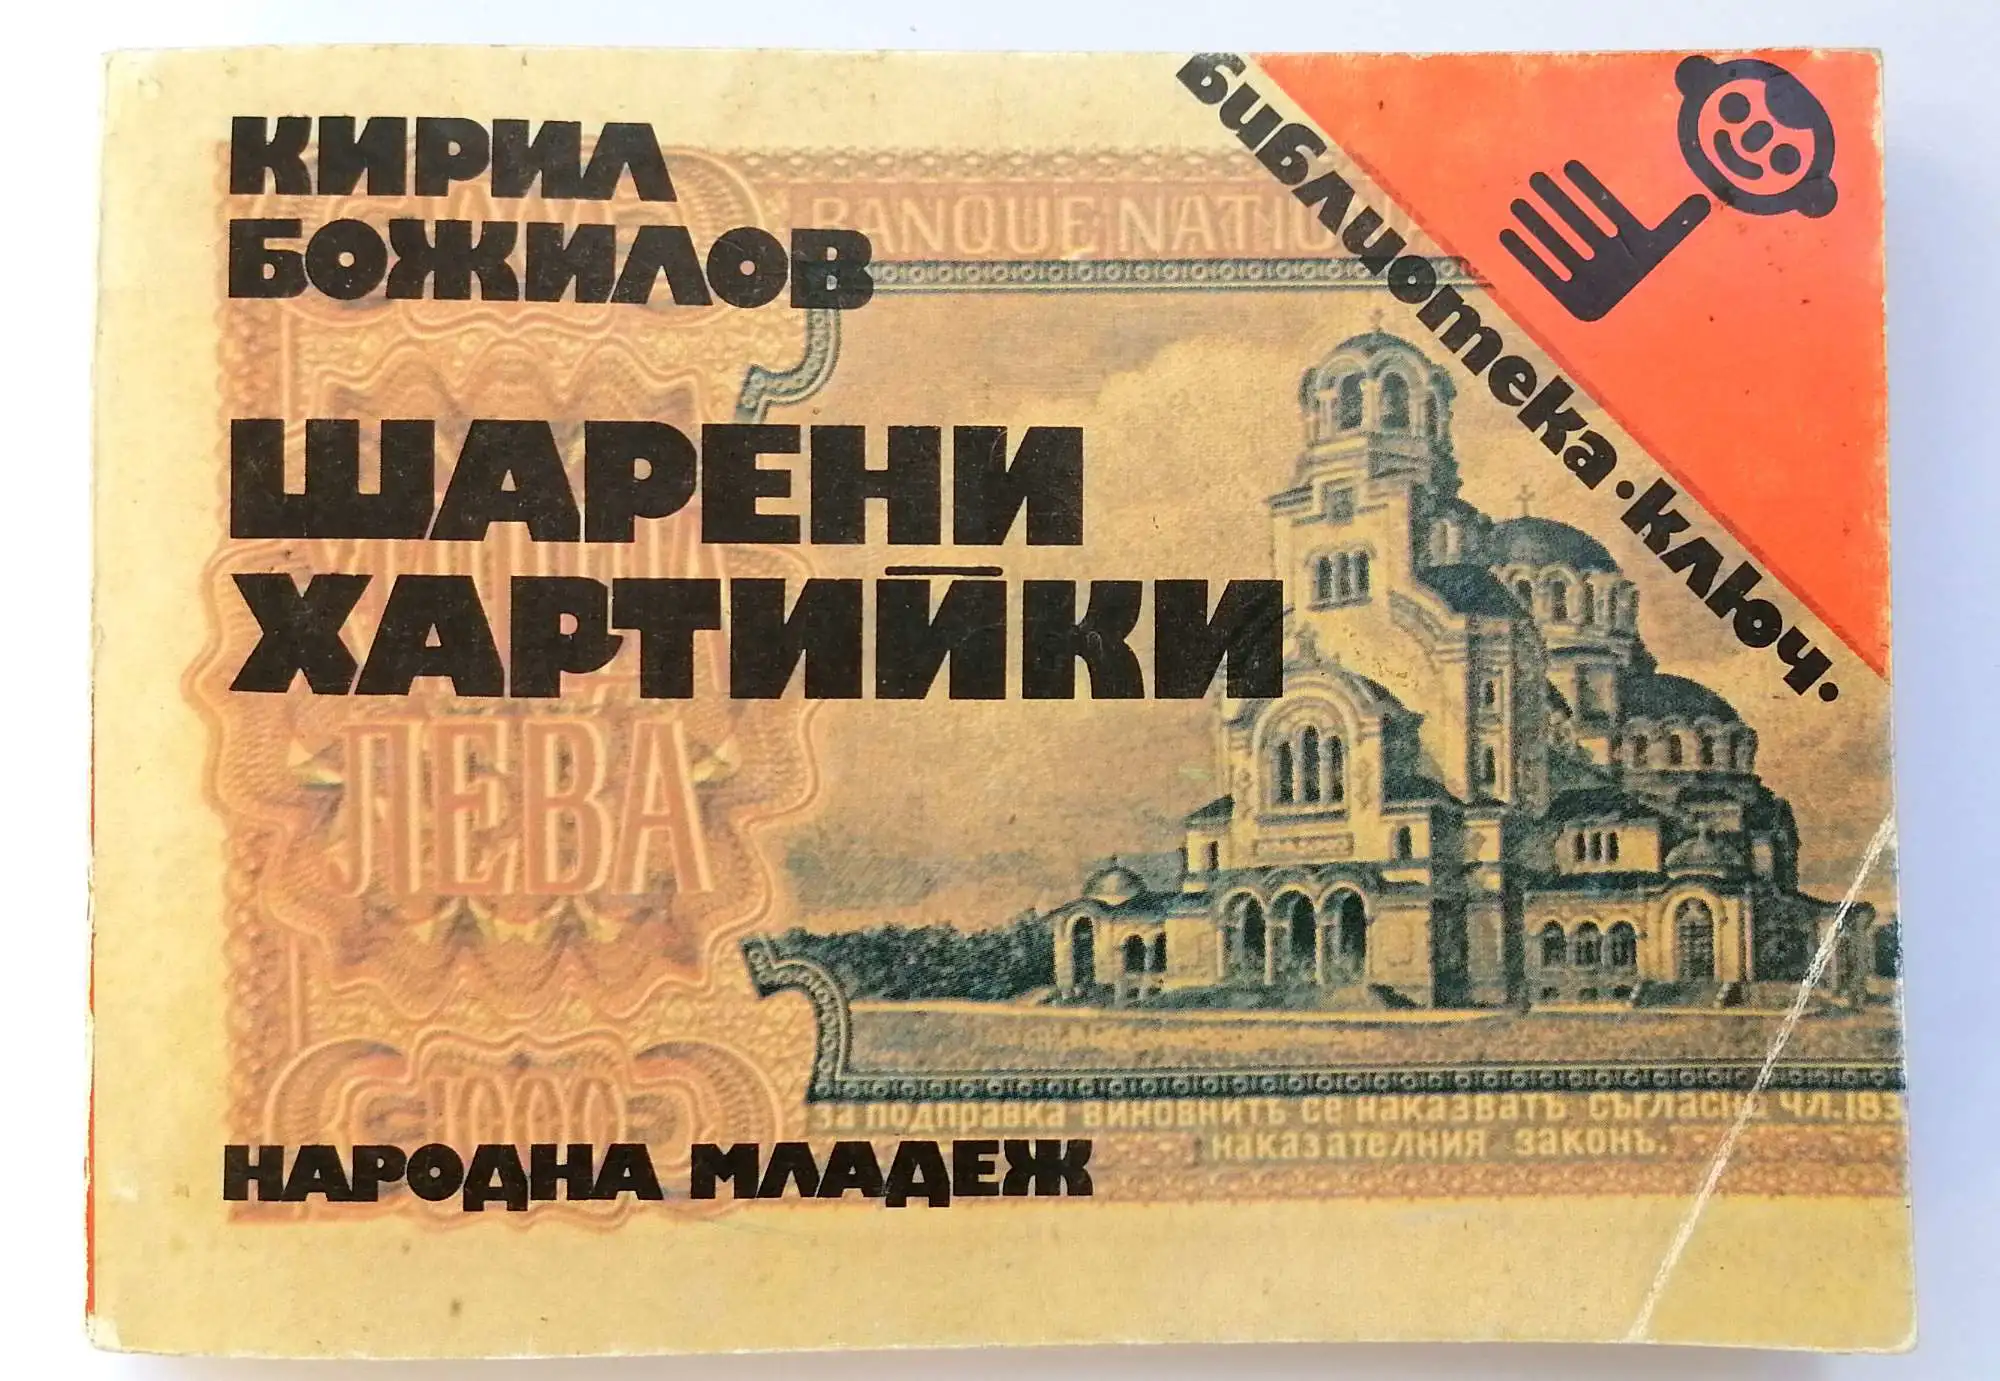 КИРИЛ
БОЖИЛОВ
библиотека·ключ·
BANQUE
ШАРЕНИ
ХАРТИЙКИ
ЛЕВА
1000
за подправка виновнитѣ се наказватъ съгласно чл.183
наказателния законъ.
НАРОДНА МЛАДЕЖ